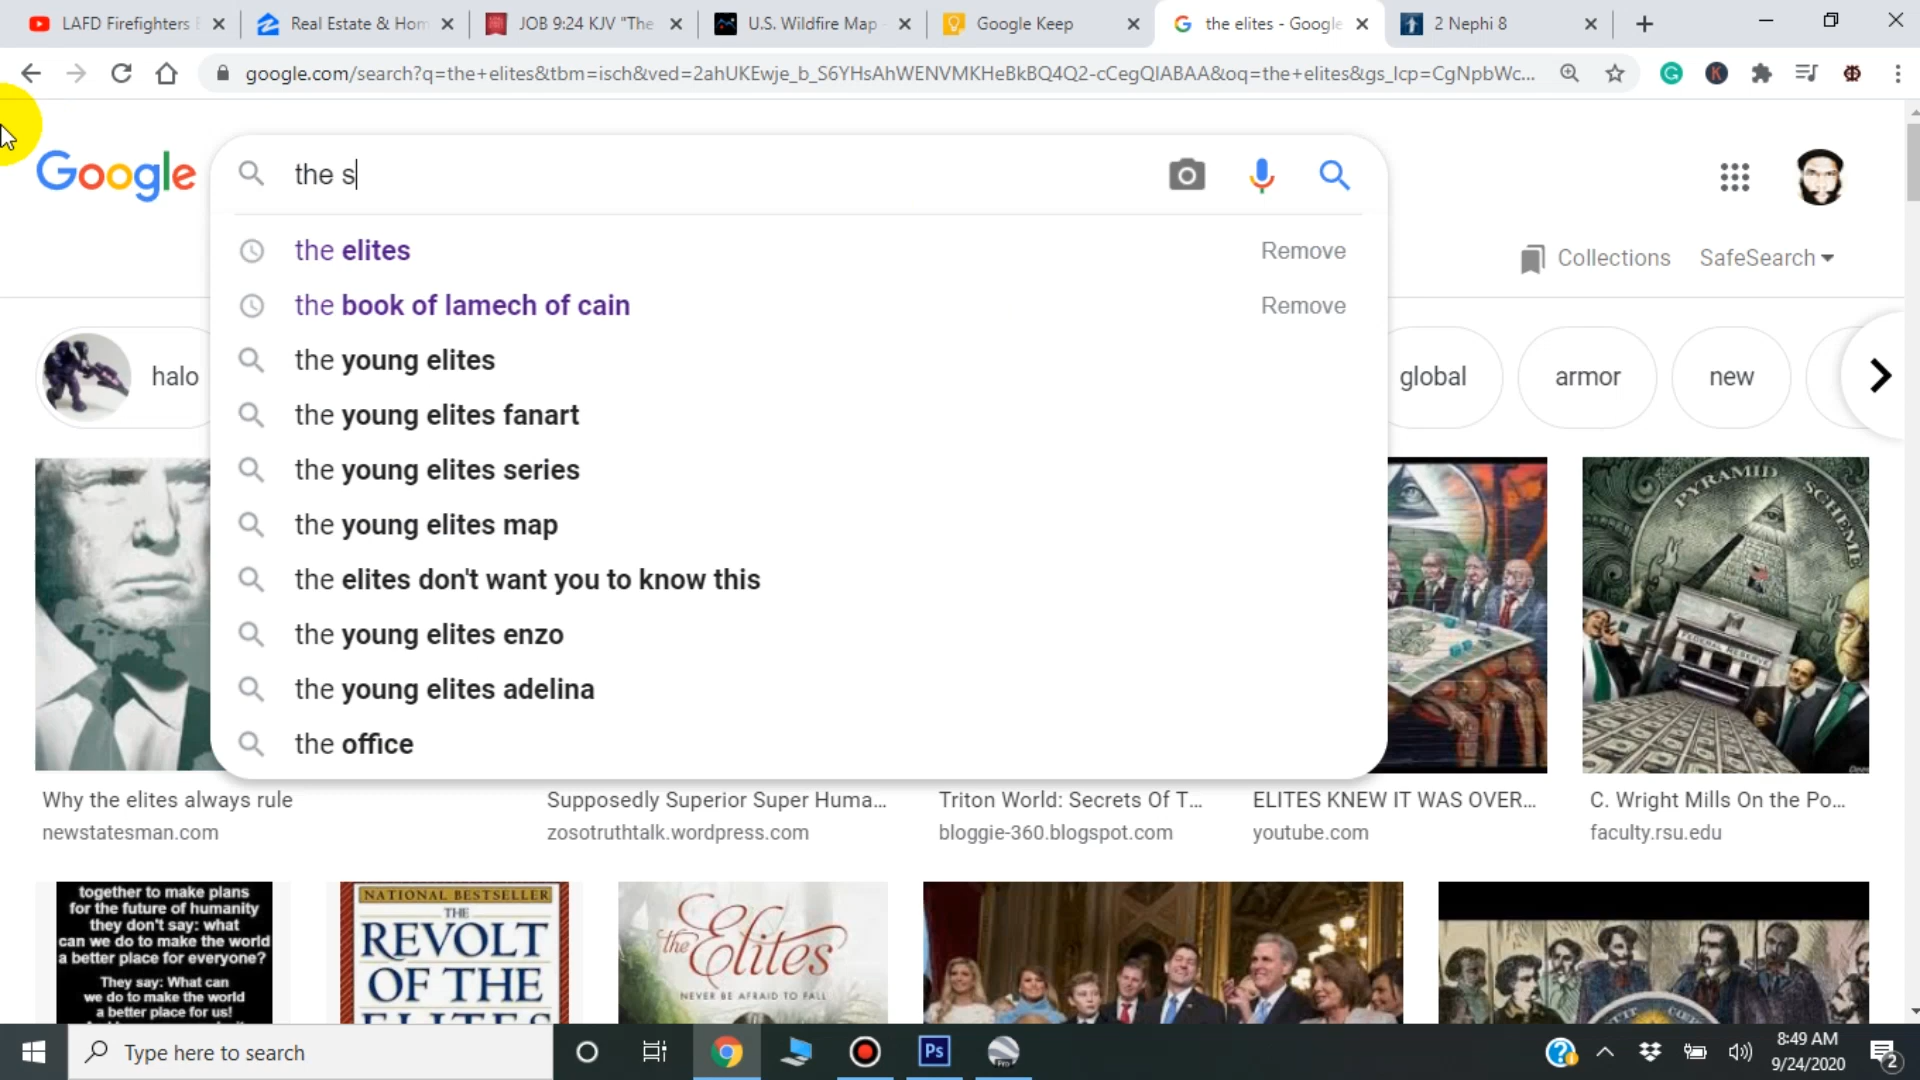 LAFD Firefighters
Real Estate & Hom
JOB 9:24 KJV "The
U.S. Wildfire Map
Google Keep
the elites - Google
2 Nephi 8
google.com/search?q=the+elites&tbm=isch&ved=2ahUKEwje_b_S6YHsAhWENVMKHeBkBQ4Q2-cCegQIABAA&oq=the+elites&gs_lcp=CgNpbWc...
Google
the s
the elites
Remove
the book of lamech of cain
Remove
the young elites
the young elites fanart
the young elites series
the young elites map
the elites don't want you to know this
the young elites enzo
the young elites adelina
the office
Collections
SafeSearch
halo
global
armor
new
PYRAMID SCHEME
FEDERAL RESERVE
Why the elites always rule
newstatesman.com
Supposedly Superior Super Huma...
zosotruthtalk.wordpress.com
Triton World: Secrets Of T...
bloggie-360.blogspot.com
ELITES KNEW IT WAS OVER...
youtube.com
C. Wright Mills On the Po...
faculty.rsu.edu
together to make plans
for the future of humanity
they don't say: what
can we do to make the world
a better place for everyone?
They say: What can
we do to make the world
a better place for us!
NATIONAL BESTSELLER
THE
REVOLT
OF THE
ELITES
the Elites
NEVER BE AFRAID TO FALL
Type here to search
Ps
PRO
8:49 AM
9/24/2020
2